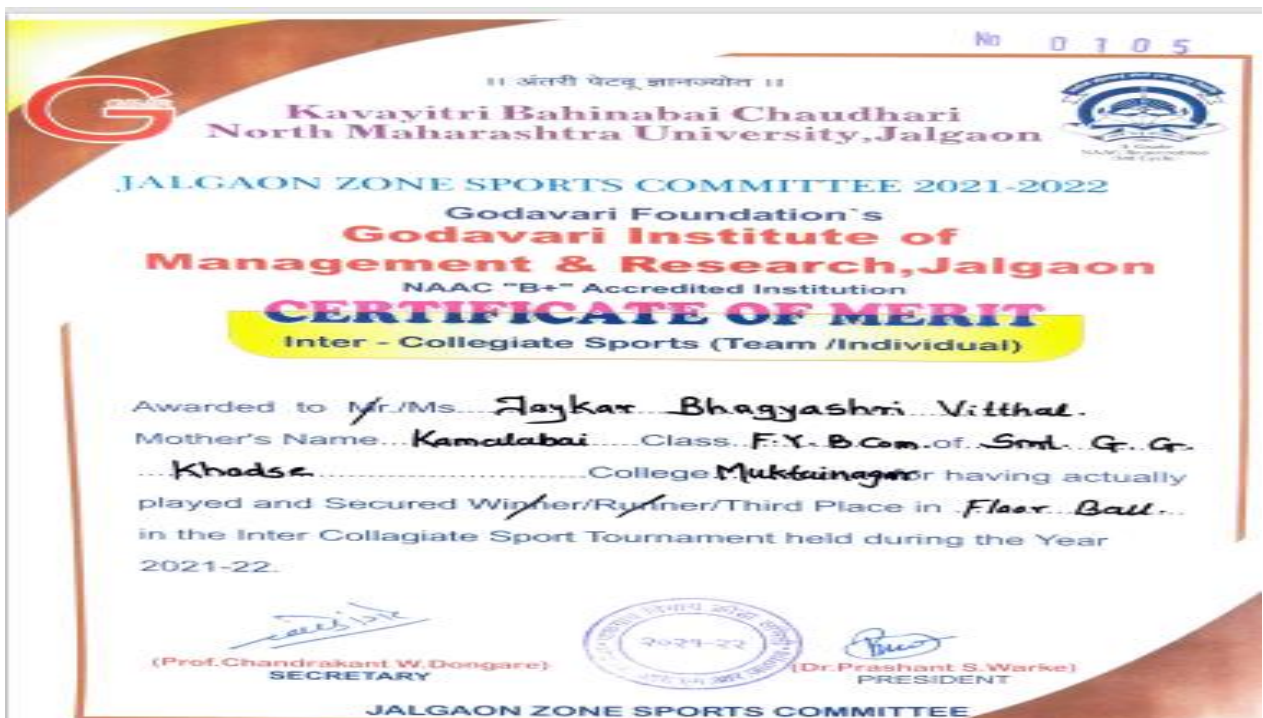 No 0105
।। अंतरी पेटवू ज्ञानज्योत ।।
Kavayitri Bahinabai Chaudhari
North Maharashtra University,Jalgaon
JALGAON ZONE SPORTS COMMITTEE 2021-2022
Godavari Foundation`s
Godavari Institute of
Management & Research,Jalgaon
NAAC "B+" Accredited Institution
CERTIFICATE OF MERIT
Inter - Collegiate Sports (Team /Individual)
Awarded to Mr./Ms. Jaykar Bhagyashri Vitthal.
Mother's Name Kamalabai Class F.Y.B.Com. of Smt. G. G.
Khadse College Muktainagar for having actually
played and Secured Winner/Runner/Third Place in Floor Ball.
in the Inter Collagiate Sport Tournament held during the Year
2021-22.
२०२१-२२
(Prof.Chandrakant W.Dongare)
SECRETARY
(Dr.Prashant S.Warke)
PRESIDENT
JALGAON ZONE SPORTS COMMITTEE